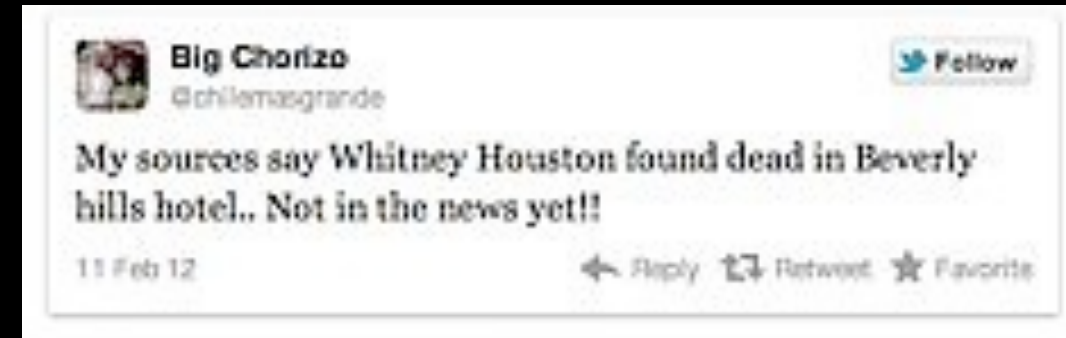 Big Chorizo
Follow
@chilemasgrande
My sources say Whitney Houston found dead in Beverly
hills hotel.. Not in the news yet!!
11 Feb 12
Reply Retweet Favorite